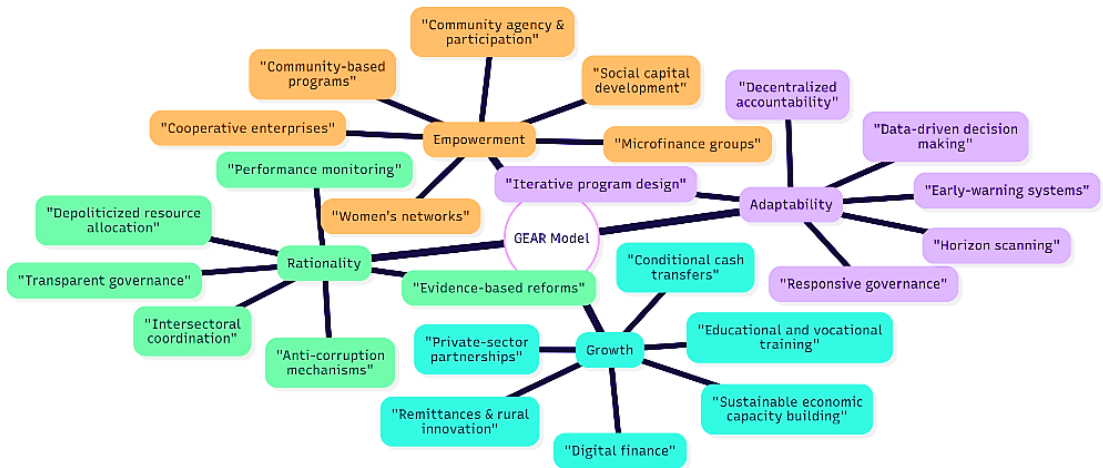 "Community agency &
participation"
"Community-based
programs"
"Social capital
development"
"Cooperative enterprises"
Empowerment
"Microfinance groups"
"Women's networks"
"Decentralized
accountability"
"Data-driven decision
making"
"Iterative program design"
Adaptability
"Early-warning systems"
"Horizon scanning"
"Responsive governance"
GEAR Model
"Performance monitoring"
"Depoliticized resource
allocation"
Rationality
"Transparent governance"
"Evidence-based reforms"
"Intersectoral
coordination"
"Anti-corruption
mechanisms"
"Conditional cash
transfers"
"Private-sector
partnerships"
Growth
"Educational and vocational
training"
"Remittances & rural
innovation"
"Sustainable economic
capacity building"
"Digital finance"